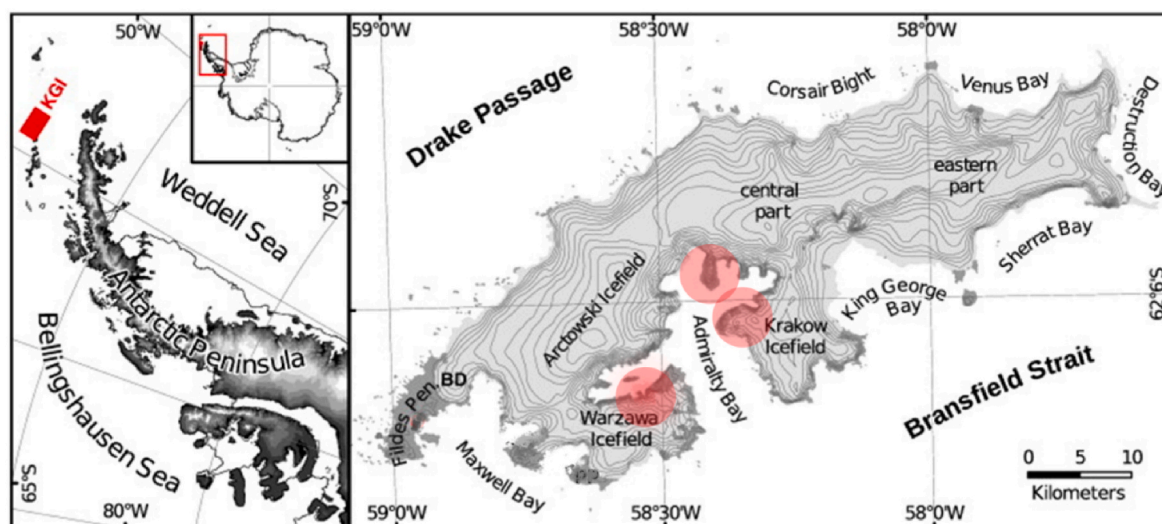 50°W
KGI
Weddell Sea
70°S
Antarctic Peninsula
Bellingshausen Sea
65°S
80°W
59°0'W
58°30'W
58°0'W
Drake Passage
Corsair Bight
Venus Bay
Destruction Bay
eastern
part
central
part
Sherrat Bay
62°9'S
King George
Bay
Arctowski Icefield
Admiralty Bay
Krakow
Icefield
Bransfield Strait
Fildes Pen.
BD
Warzawa
Icefield
Maxwell Bay
0 5 10
Kilometers
59°0'W
58°30'W
58°0'W